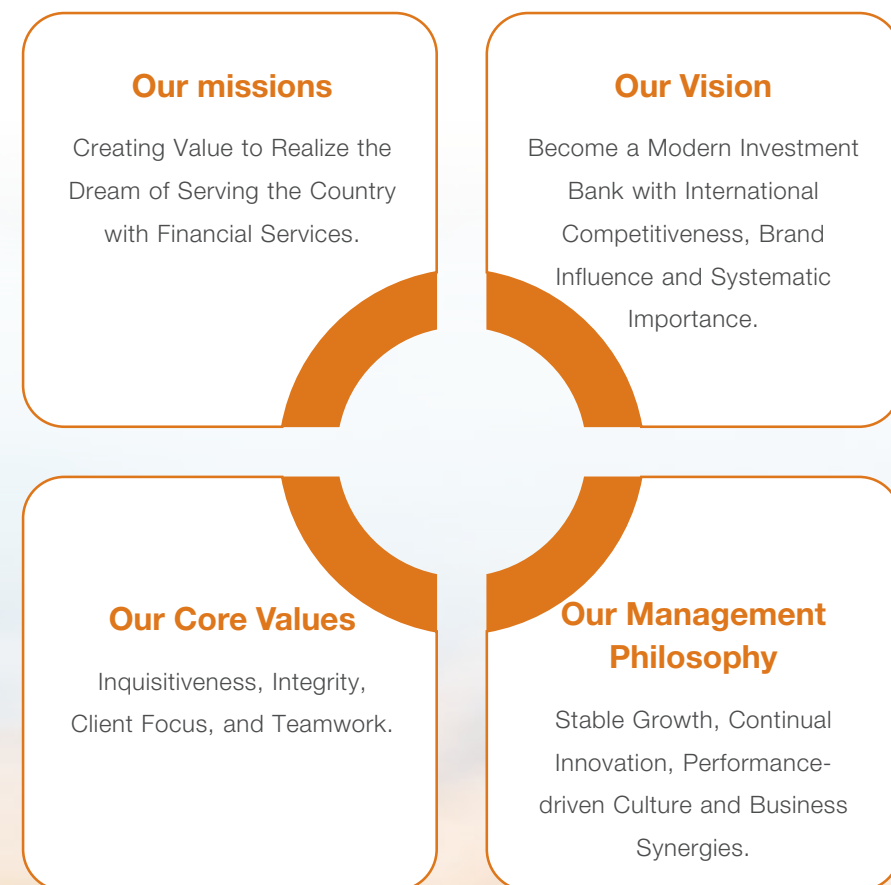 Our missions
Creating Value to Realize the
Dream of Serving the Country
with Financial Services.
Our Vision
Become a Modern Investment
Bank with International
Competitiveness, Brand
Influence and Systematic
Importance.
Our Core Values
Inquisitiveness, Integrity,
Client Focus, and Teamwork.
Our Management
Philosophy
Stable Growth, Continual
Innovation, Performance-
driven Culture and Business
Synergies.